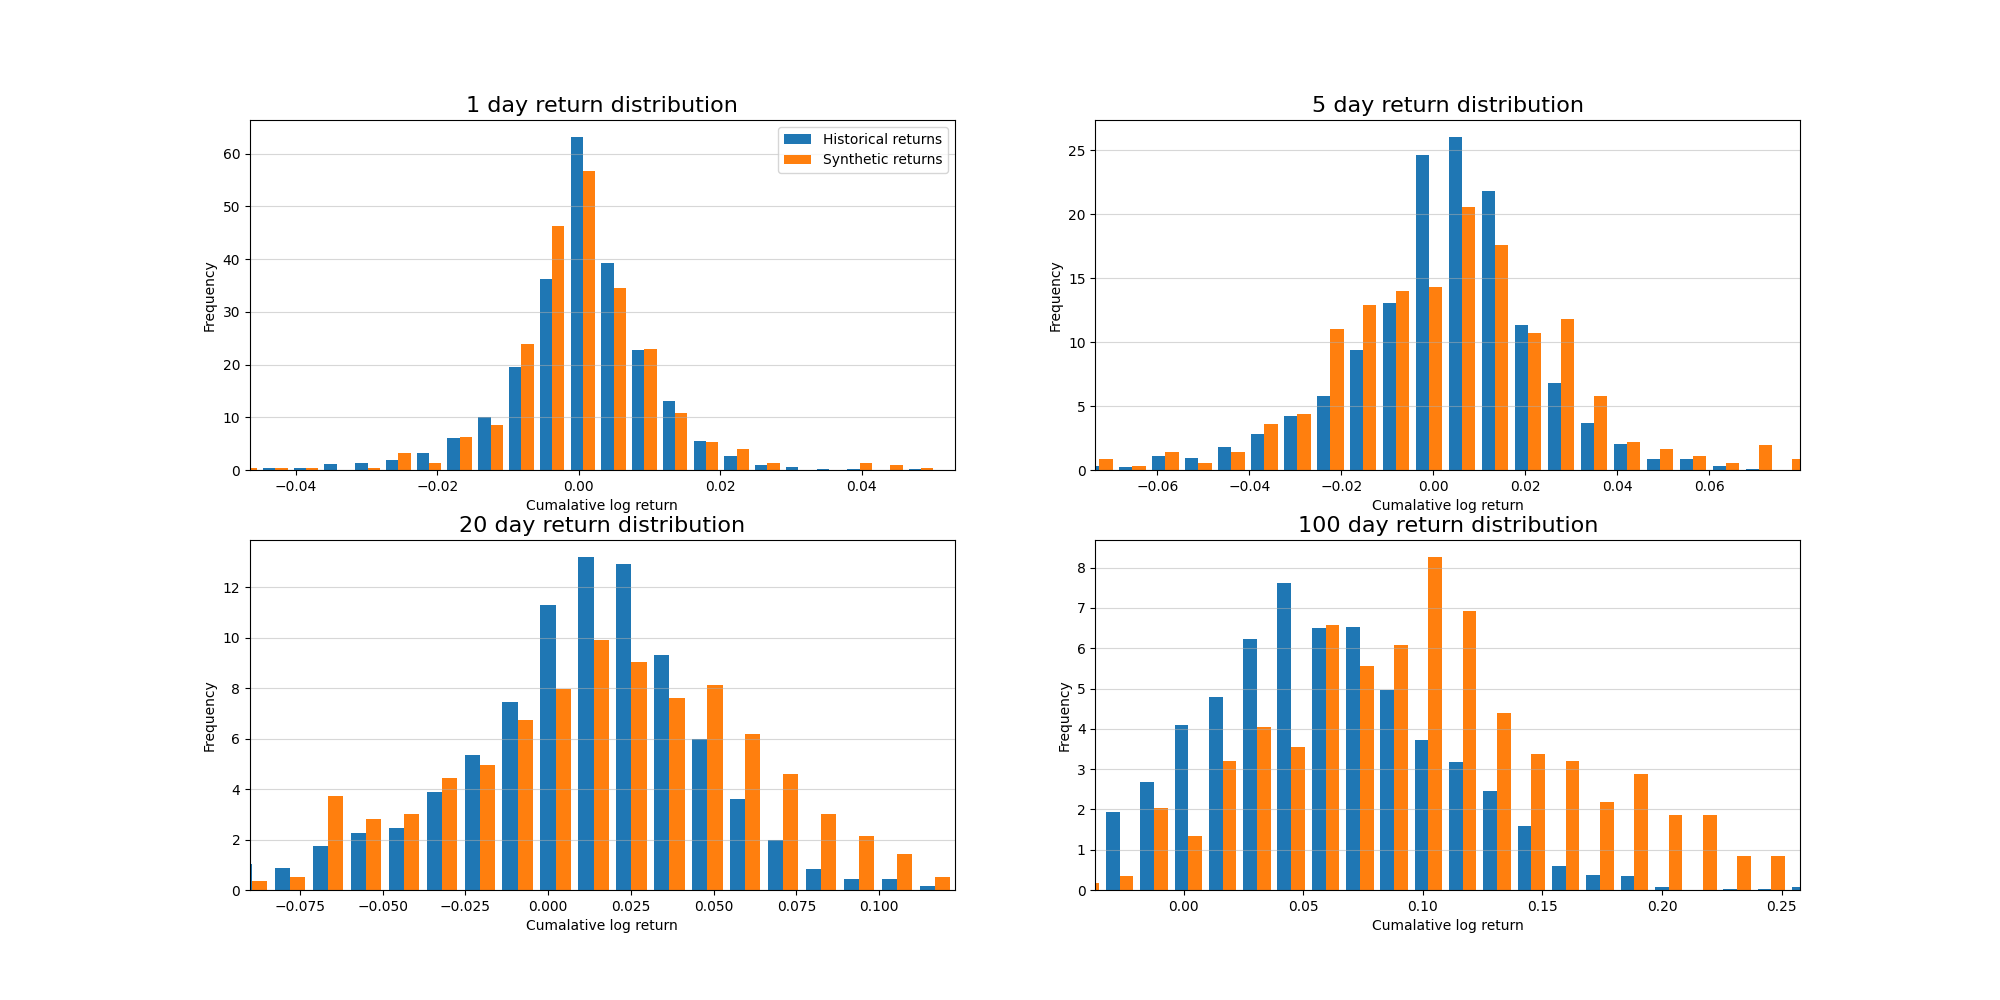 1 day return distribution
60
50
40
30
20
10
0
Frequency
Historical returns
Synthetic returns
−0.04 −0.02 0.00 0.02 0.04
Cumalative log return
5 day return distribution
25
20
15
10
5
0
Frequency
−0.06 −0.04 −0.02 0.00 0.02 0.04 0.06
Cumalative log return
20 day return distribution
12
10
8
6
4
2
0
Frequency
−0.075 −0.050 −0.025 0.000 0.025 0.050 0.075 0.100
Cumalative log return
100 day return distribution
8
7
6
5
4
3
2
1
0
Frequency
0.00 0.05 0.10 0.15 0.20 0.25
Cumalative log return